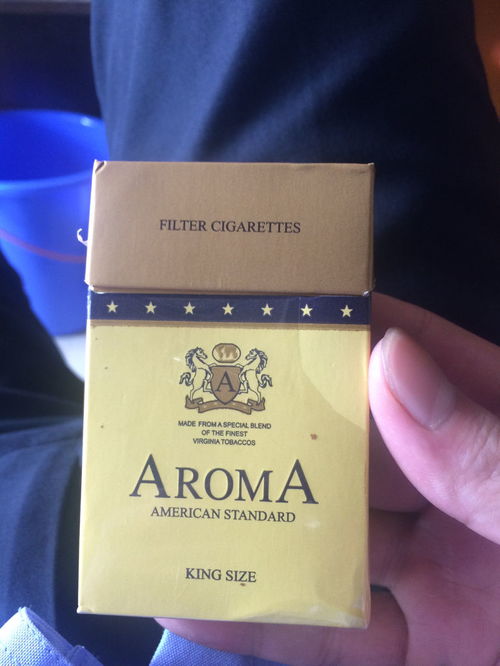 FILTER CIGARETTES
A
MADE FROM A SPECIAL BLEND
OF THE FINEST
VIRGINIA TOBACCOS
AROMA
AMERICAN STANDARD
KING SIZE